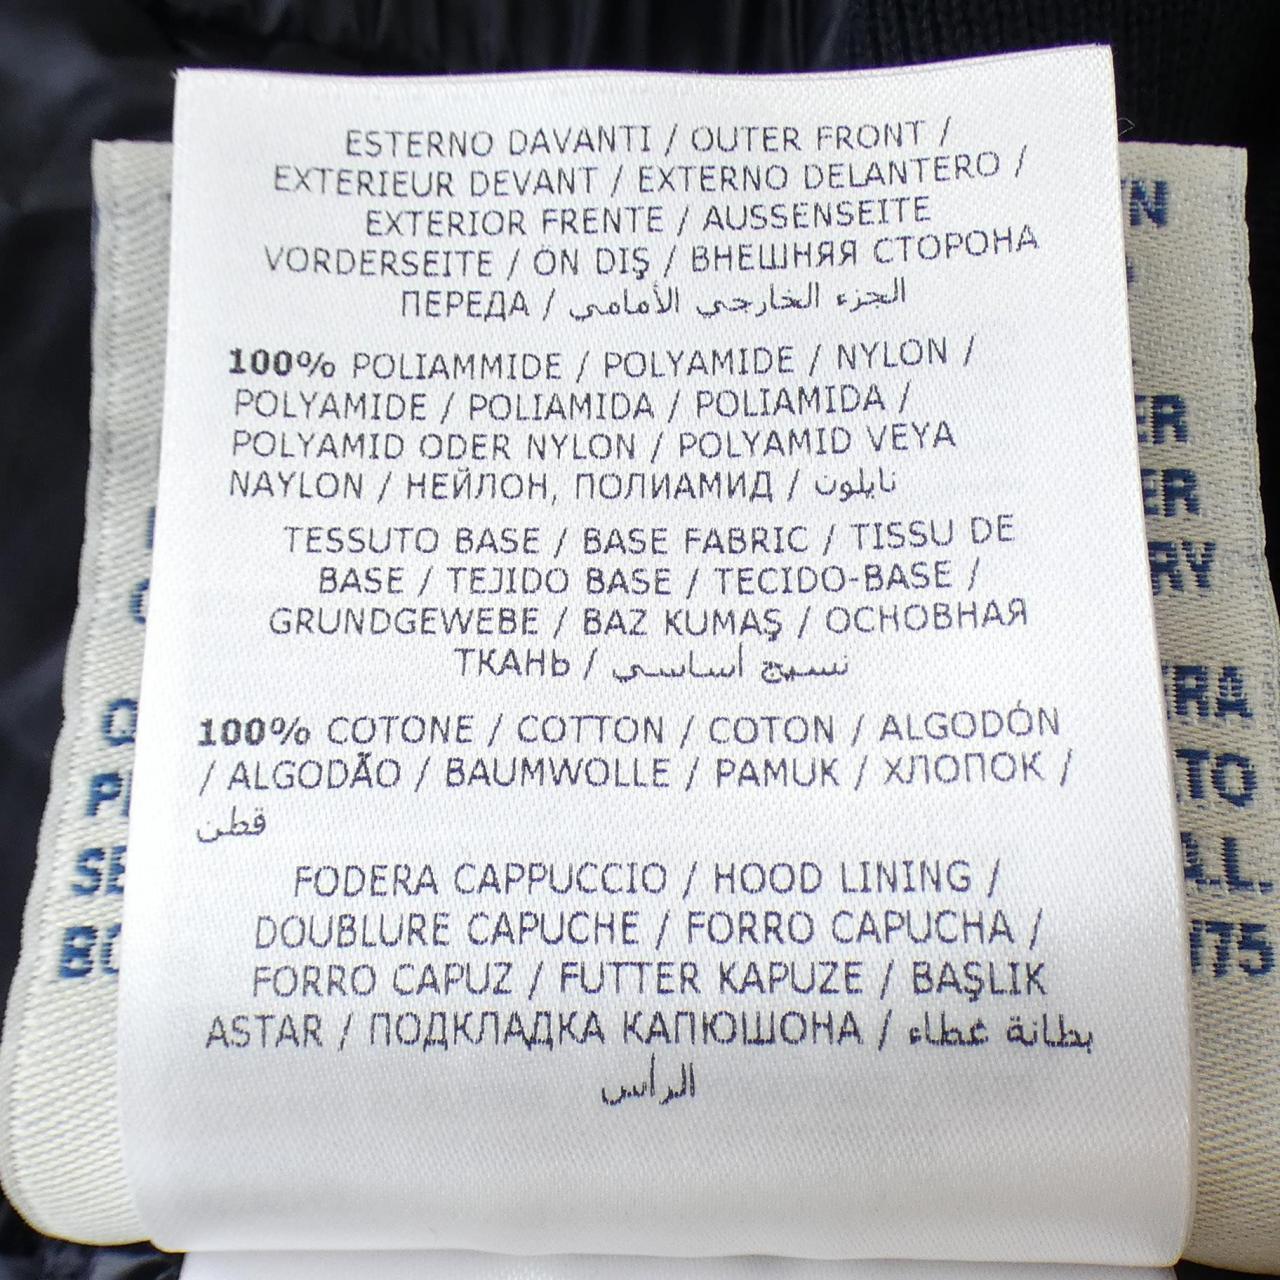 ESTERNO DAVANTI / OUTER FRONT /
EXTERIEUR DEVANT / EXTERNO DELANTERO /
EXTERIOR FRENTE / AUSSENSEITE
VORDERSEITE / ÖN DIŞ / ВНЕШНЯЯ СТОРОНА
ПЕРЕДА / الجزء الخارجي الأمامي
100% POLIAMMIDE / POLYAMIDE / NYLON /
POLYAMIDE / POLIAMIDA / POLIAMIDA /
POLYAMID ODER NYLON / POLYAMID VEYA
NAYLON / НЕЙЛОН, ПОЛИАМИД / نايلون
TESSUTO BASE / BASE FABRIC / TISSU DE
BASE / TEJIDO BASE / TECIDO-BASE /
GRUNDGEWEBE / BAZ KUMAŞ / ОСНОВНАЯ
ТКАНЬ / نسيج أساسي
100% COTONE / COTTON / COTON / ALGODÓN
/ ALGODÃO / BAUMWOLLE / PAMUK / ХЛОПОК /
قطن
FODERA CAPPUCCIO / HOOD LINING /
DOUBLURE CAPUCHE / FORRO CAPUCHA /
FORRO CAPUZ / FUTTER KAPUZE / BAŞLIK
ASTAR / ПОДКЛАДКА КАПЮШОНА / بطانة غطاء
الرأس